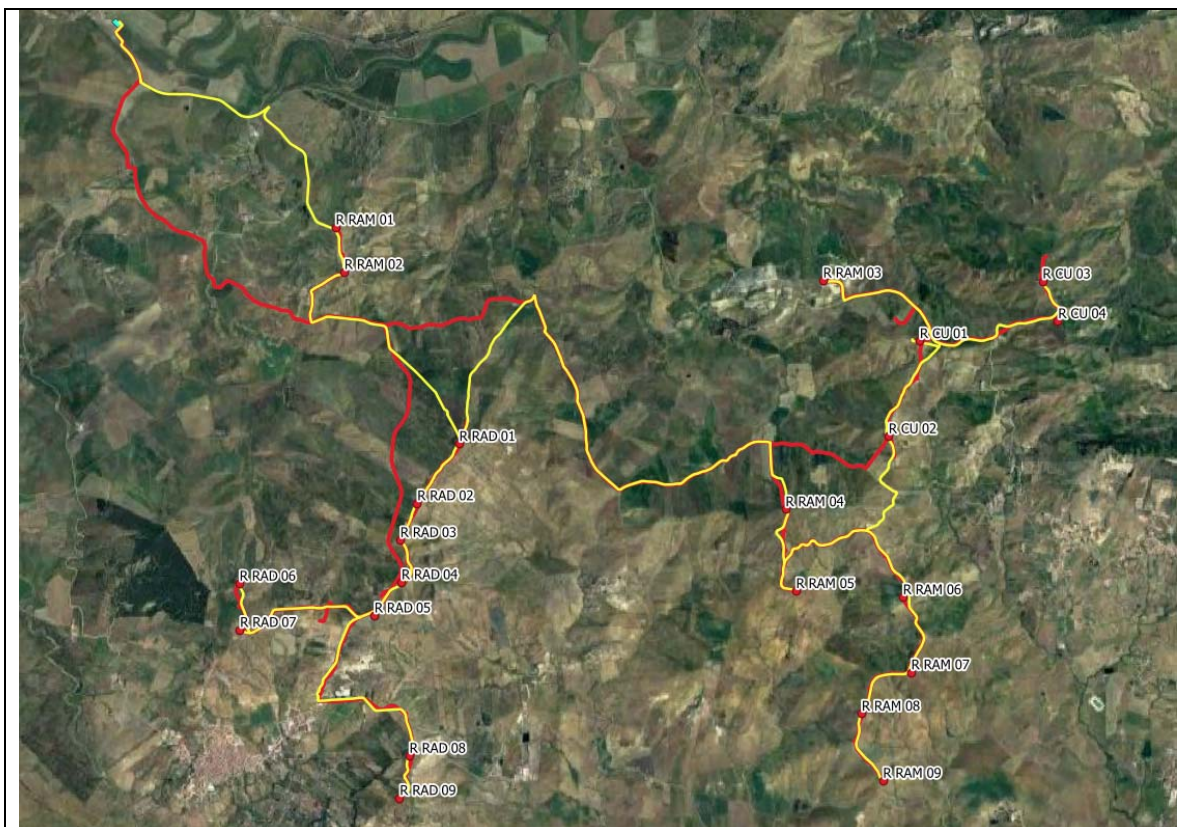 R RAM 01
R RAM 02
R RAM 03
R CU 03
R CU 04
R CU 01
R CU 02
R RAD 01
R RAD 02
R RAM 04
R RAD 03
R RAD 04
R RAD 06
R RAM 05
R RAM 06
R RAD 05
R RAD 07
R RAM 07
R RAM 08
R RAD 08
R RAM 09
R RAD 09